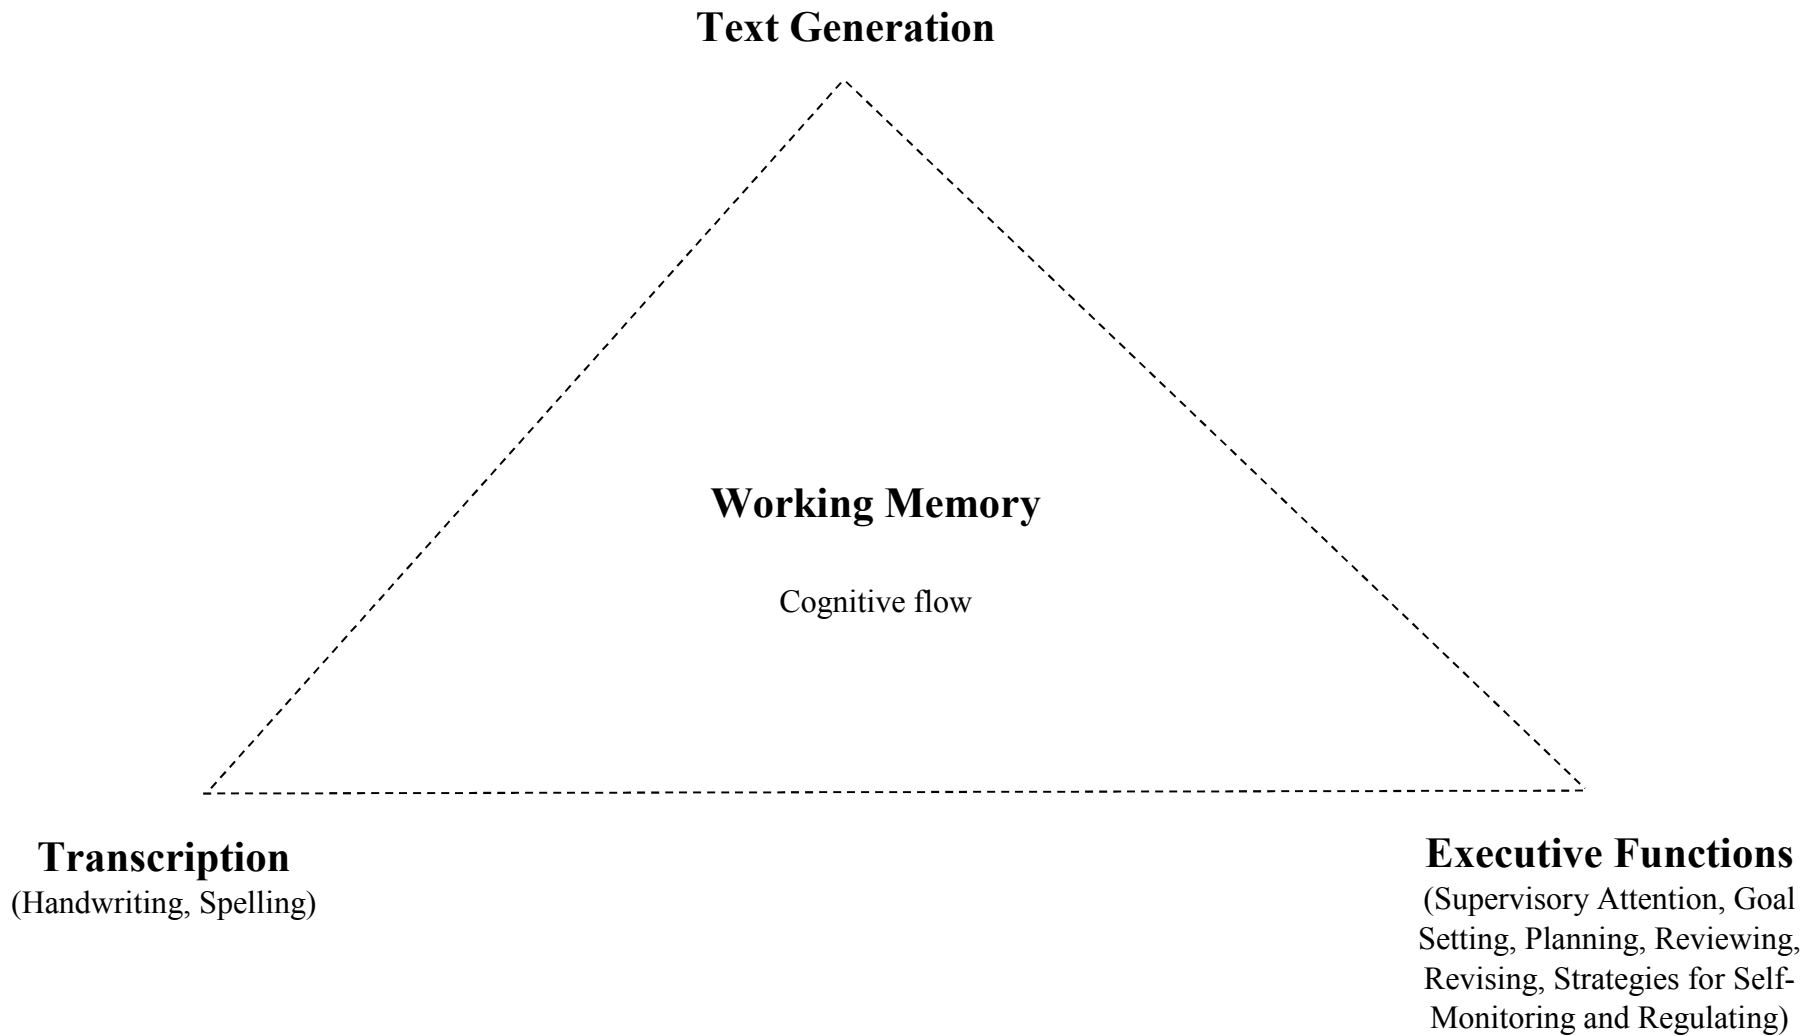 Text Generation
Working Memory
Cognitive flow
Transcription
(Handwriting, Spelling)
Executive Functions
(Supervisory Attention, Goal
Setting, Planning, Reviewing,
Revising, Strategies for Self-
Monitoring and Regulating)